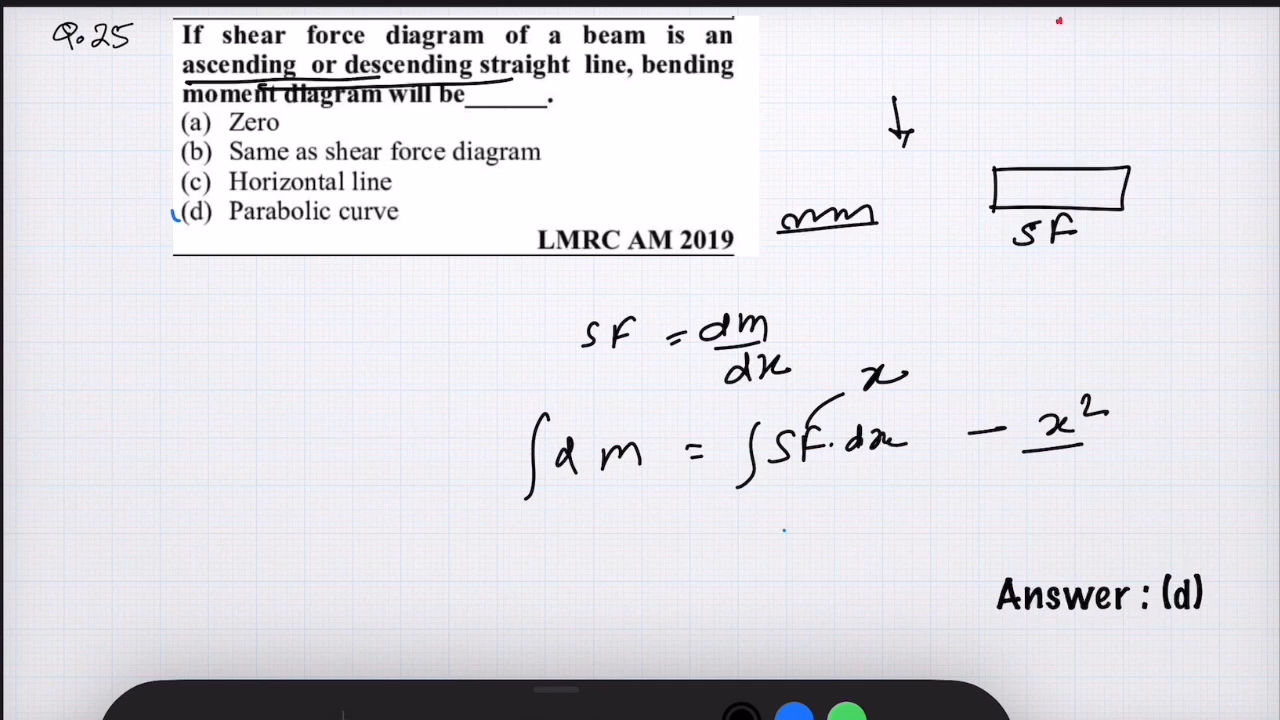 Q.25
If shear force diagram of a beam is an
ascending or descending straight line, bending
moment diagram will be______.
(a) Zero
(b) Same as shear force diagram
(c) Horizontal line
(d) Parabolic curve
LMRC AM 2019
SF
SF = dm/dx
x
∫dm = ∫SF.dx - x²
Answer : (d)